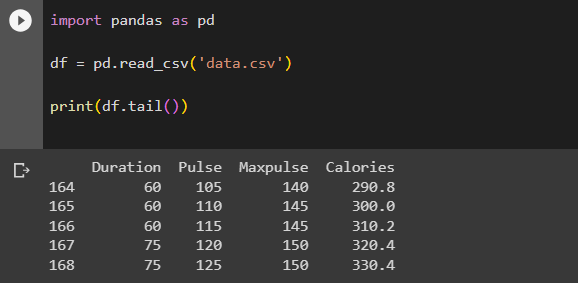 import pandas as pd
df = pd.read_csv('data.csv')
print(df.tail())
Duration Pulse Maxpulse Calories
164 60 105 140 290.8
165 60 110 145 300.0
166 60 115 145 310.2
167 75 120 150 320.4
168 75 125 150 330.4